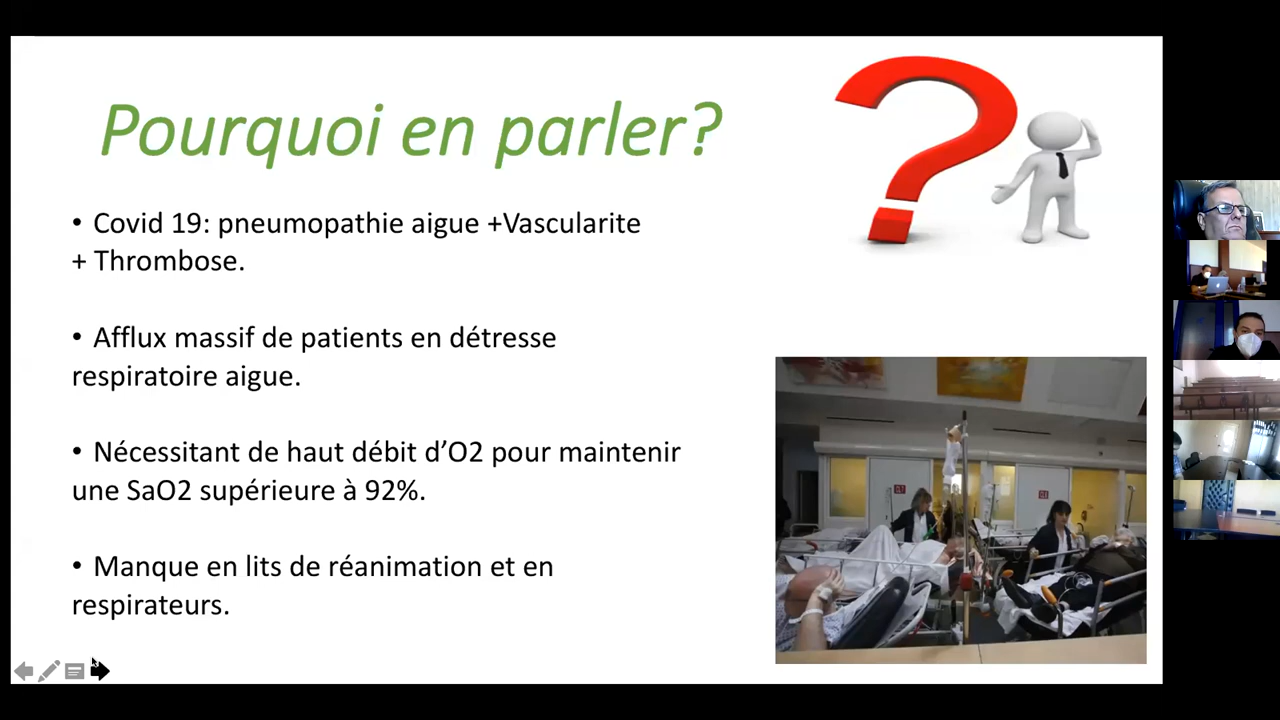 Pourquoi en parler?
• Covid 19: pneumopathie aigue +Vascularite
+ Thrombose.
• Afflux massif de patients en détresse
respiratoire aigue.
• Nécessitant de haut débit d’O2 pour maintenir
une SaO2 supérieure à 92%.
• Manque en lits de réanimation et en
respirateurs.